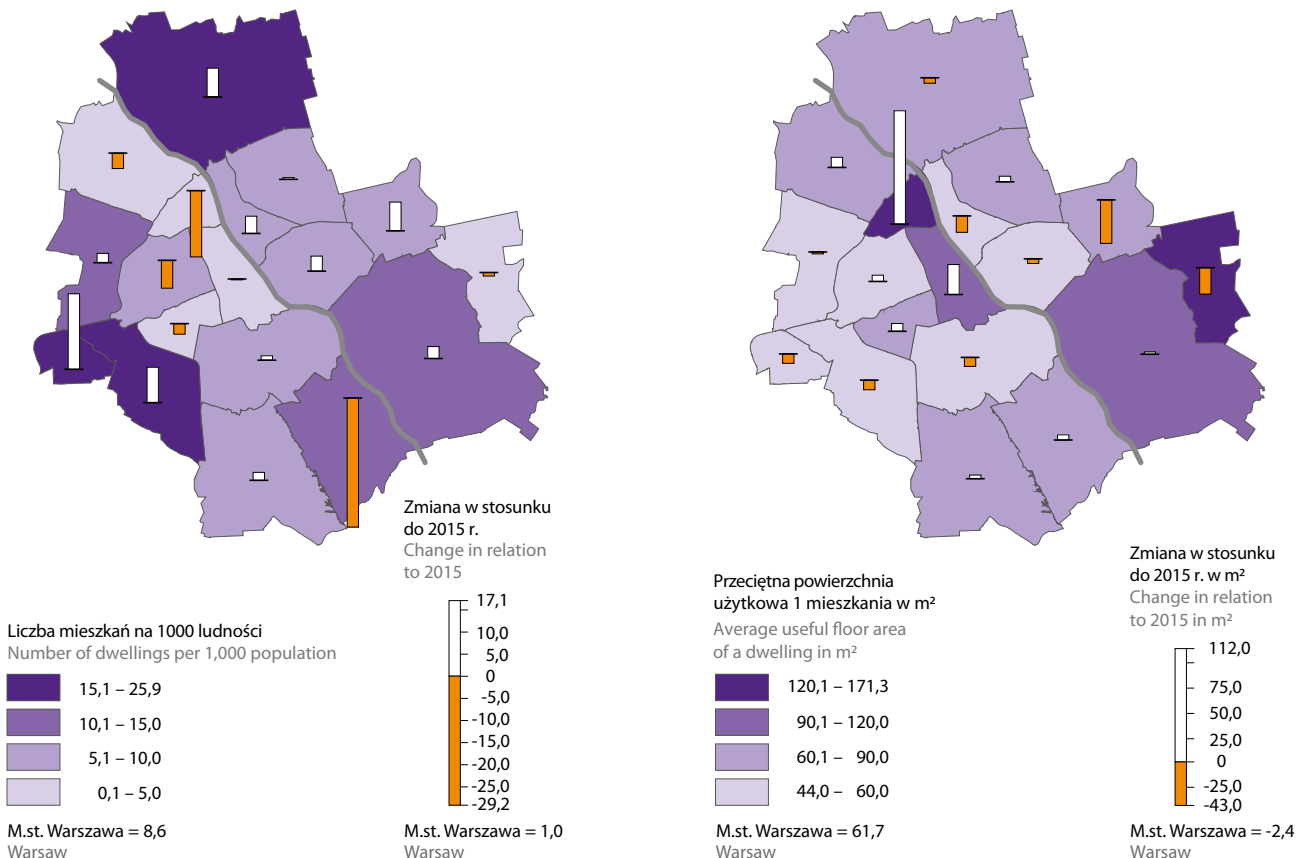 Zmiana w stosunku
do 2015 r.
Change in relation
to 2015
17,1
10,0
5,0
0
-5,0
-10,0
-15,0
-20,0
-25,0
-29,2
M.st. Warszawa = 1,0
Warsaw
Liczba mieszkań na 1000 ludności
Number of dwellings per 1,000 population
15,1 – 25,9
10,1 – 15,0
5,1 – 10,0
0,1 – 5,0
M.st. Warszawa = 8,6
Warsaw
Przeciętna powierzchnia
użytkowa 1 mieszkania w m²
Average useful floor area
of a dwelling in m²
120,1 – 171,3
90,1 – 120,0
60,1 – 90,0
44,0 – 60,0
M.st. Warszawa = 61,7
Warsaw
Zmiana w stosunku
do 2015 r. w m²
Change in relation
to 2015 in m²
112,0
75,0
50,0
25,0
0
-25,0
-43,0
M.st. Warszawa = -2,4
Warsaw